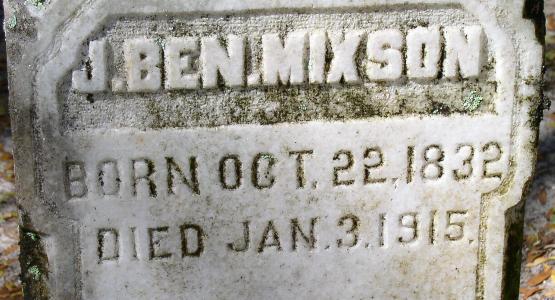 J. BEN. MIXSON
BORN OCT. 22, 1832
DIED JAN. 3. 1915.